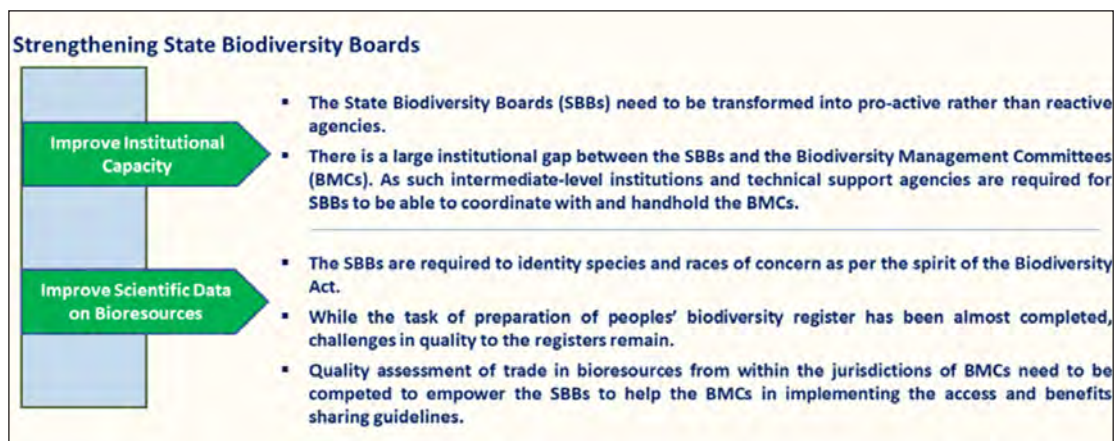 Strengthening State Biodiversity Boards
Improve Institutional
Capacity
▪ The State Biodiversity Boards (SBBs) need to be transformed into pro-active rather than reactive
agencies.
▪ There is a large institutional gap between the SBBs and the Biodiversity Management Committees
(BMCs). As such intermediate-level institutions and technical support agencies are required for
SBBs to be able to coordinate with and handhold the BMCs.
Improve Scientific Data
on Bioresources
▪ The SBBs are required to identity species and races of concern as per the spirit of the Biodiversity
Act.
▪ While the task of preparation of peoples' biodiversity register has been almost completed,
challenges in quality to the registers remain.
▪ Quality assessment of trade in bioresources from within the jurisdictions of BMCs need to be
competed to empower the SBBs to help the BMCs in implementing the access and benefits
sharing guidelines.